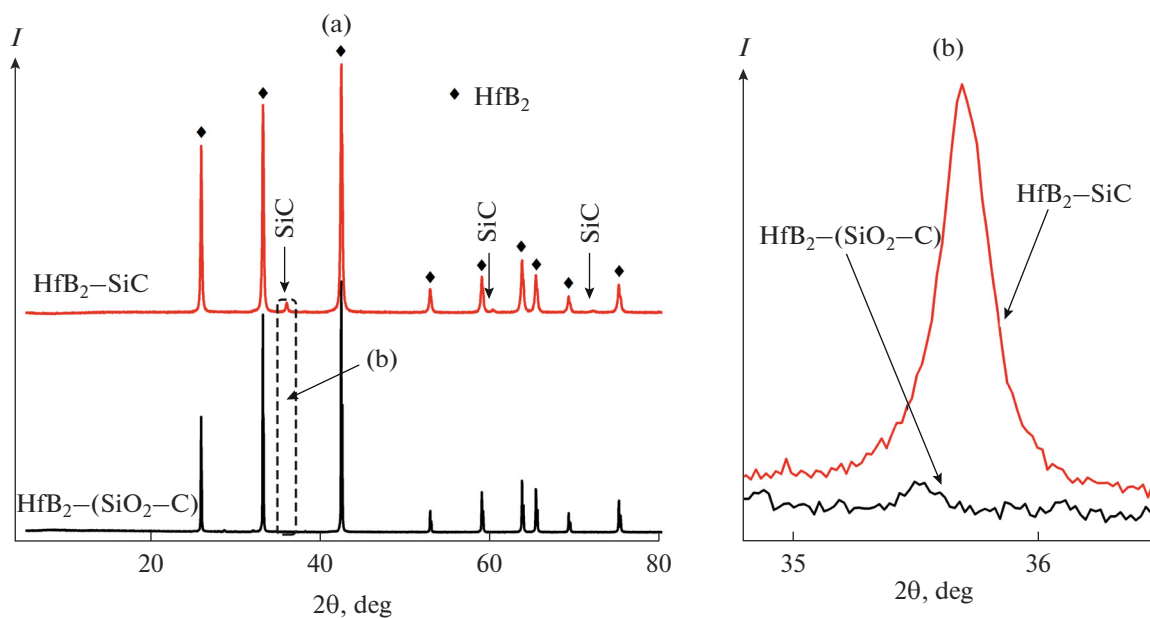 (a)
I
◆ HfB₂
SiC
SiC
SiC
HfB₂–SiC
(b)
HfB₂–(SiO₂–C)
20
40
60
80
2θ, deg
(b)
I
HfB₂–SiC
HfB₂–(SiO₂–C)
35
36
2θ, deg